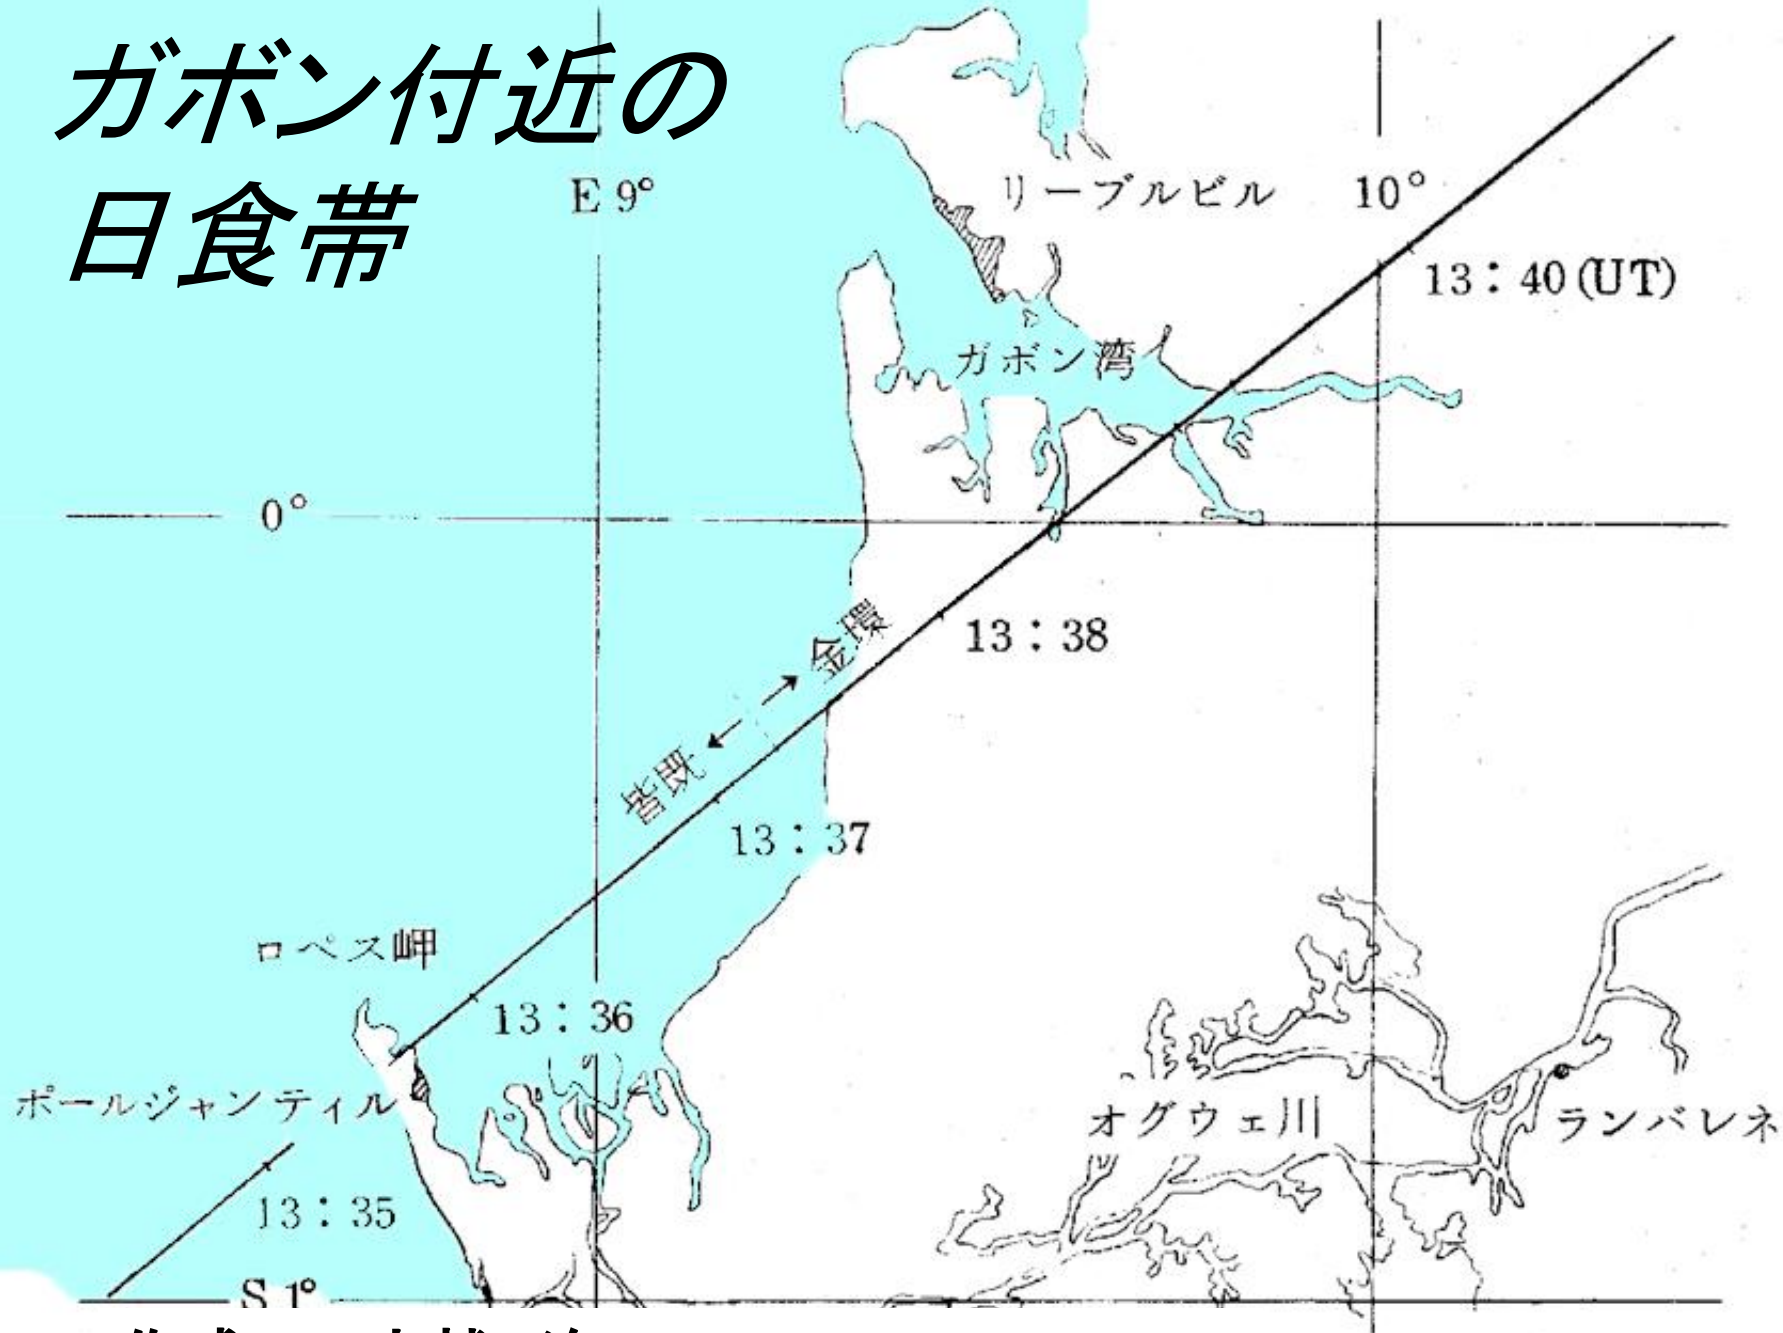 ガボン付近の
日食帯
E 9°
リーブルビル
10°
13：40 (UT)
ガボン湾
0°
13：38
金環
皆既
13：37
ロペス岬
13：36
ポールジャンティル
オグウェ川
ランバレネ
13：35
S 1°